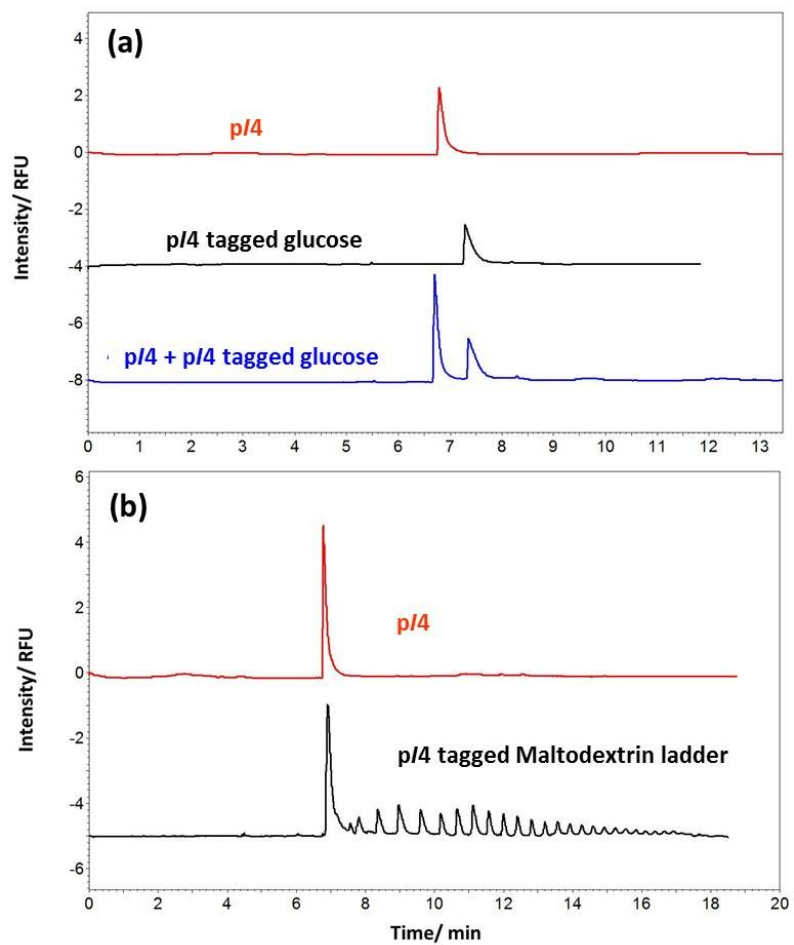 (a)
4
2
0
-2
-4
-6
-8
Intensity/ RFU
pI4
pI4 tagged glucose
pI4 + pI4 tagged glucose
0 1 2 3 4 5 6 7 8 9 10 11 12 13
(b)
6
4
2
0
-2
-4
-6
Intensity/ RFU
pI4
pI4 tagged Maltodextrin ladder
0 2 4 6 8 10 12 14 16 18 20
Time/ min